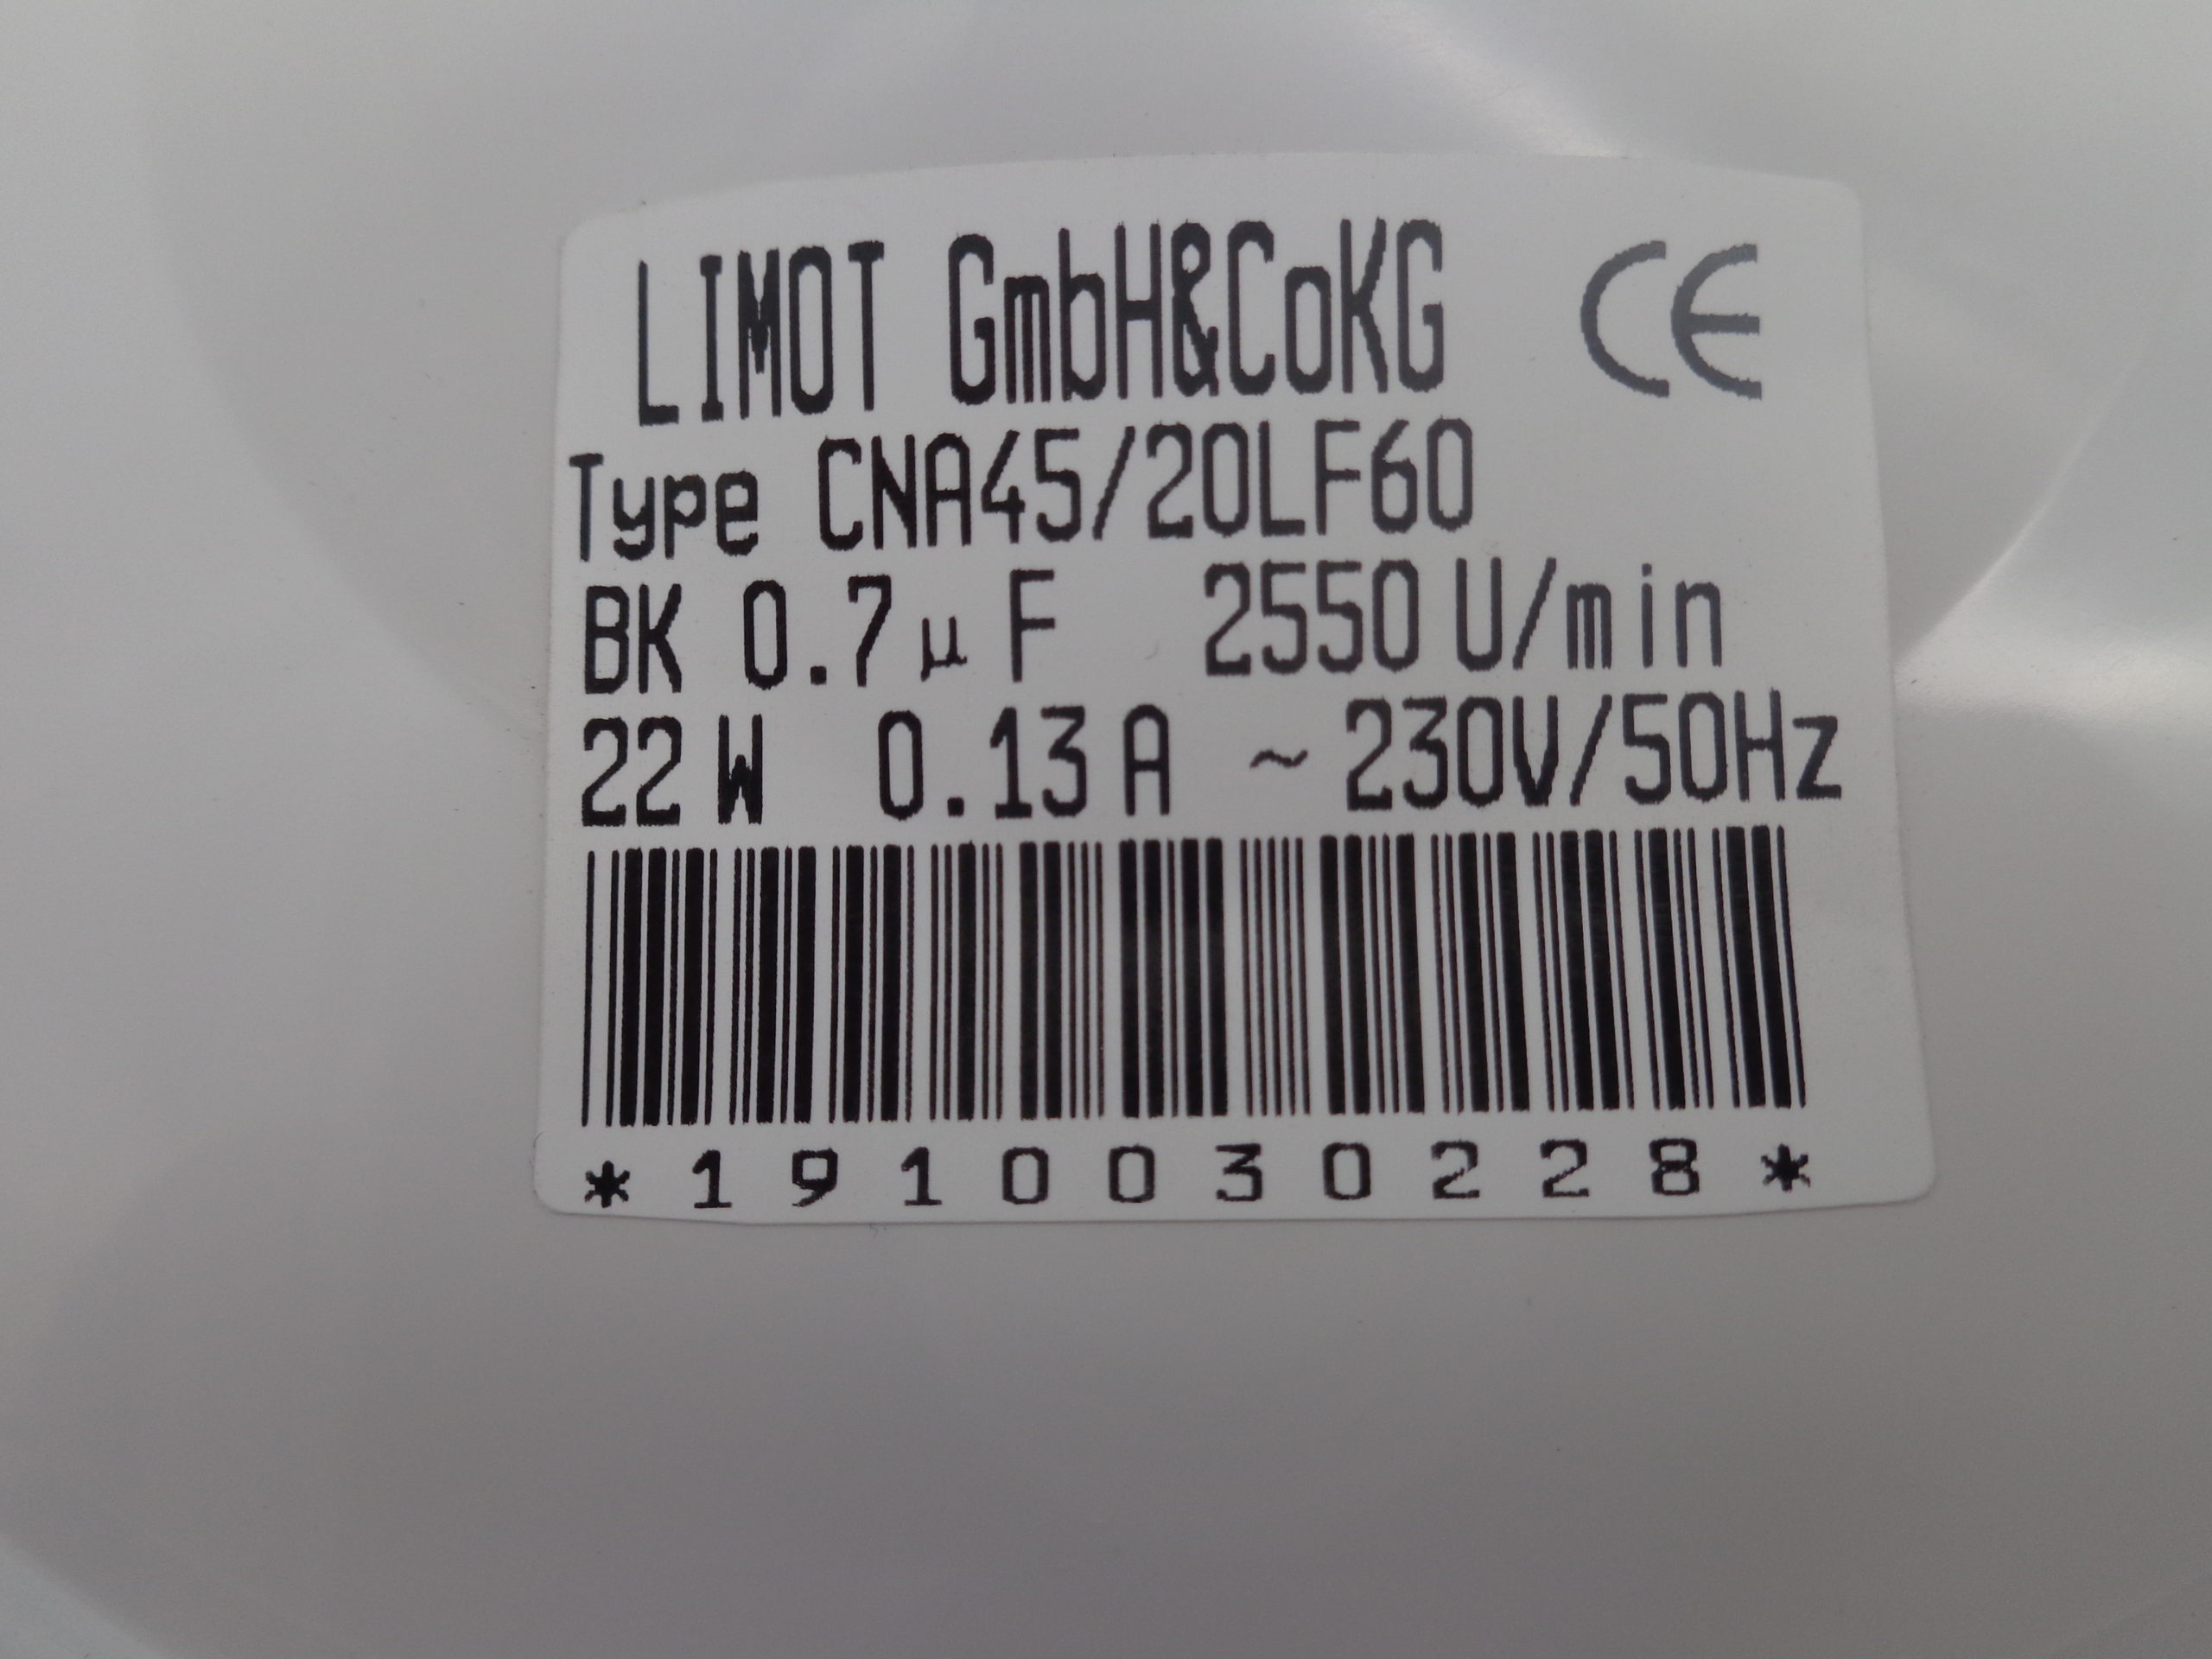 LIMOT GmbH&CoKG CE
Type CNA45/20LF60
BK 0.7µF 2550 U/min
22 W 0.13 A ~ 230V/50Hz
*1910030228*